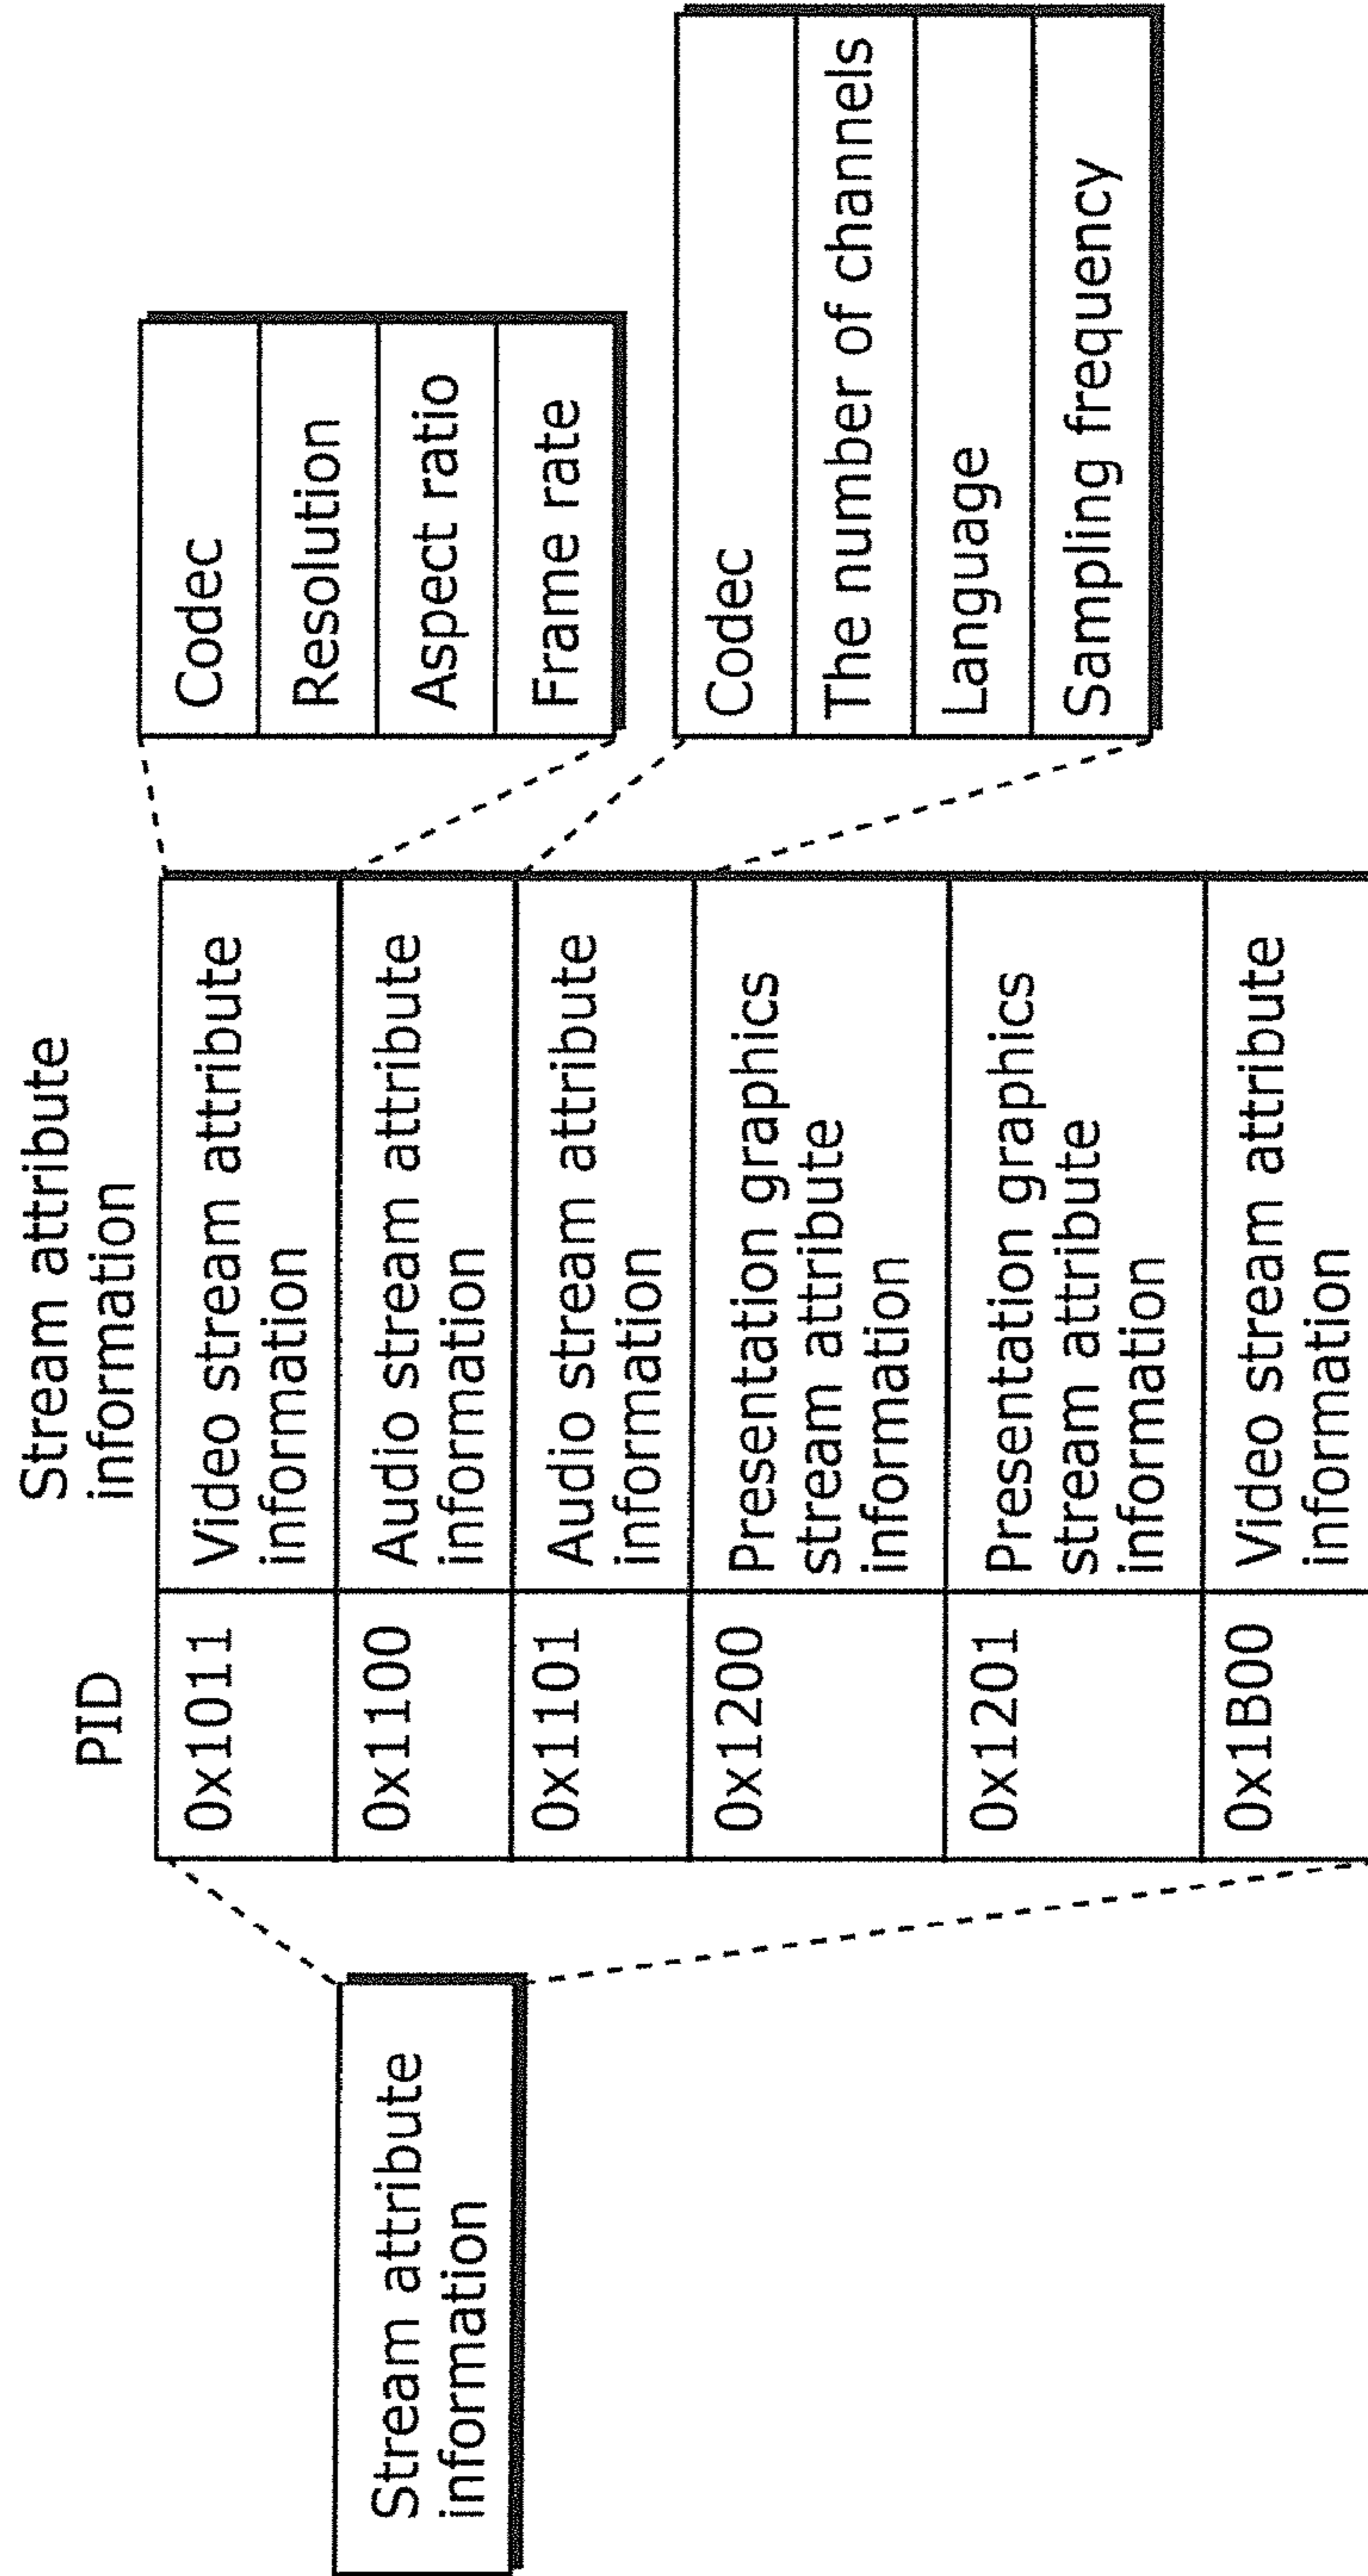 Stream attribute
information
PID
Stream attribute
information
0x1011
Video stream attribute
information
0x1100
Audio stream attribute
information
0x1101
Audio stream attribute
information
0x1200
Presentation graphics
stream attribute
information
0x1201
Presentation graphics
stream attribute
information
0x1B00
Video stream attribute
information
Codec
Resolution
Aspect ratio
Frame rate
Codec
The number of channels
Language
Sampling frequency